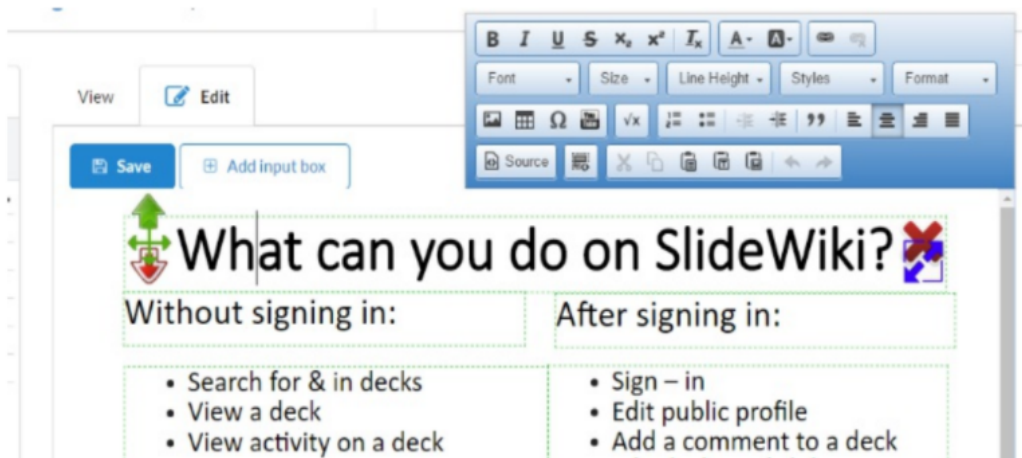 B I U S x₂ x² Tx A A
Font Size Line Height Styles Format
Ω √x
Source
View Edit
Save Add input box
What can you do on SlideWiki?
Without signing in:
• Search for & in decks
• View a deck
• View activity on a deck
After signing in:
• Sign – in
• Edit public profile
• Add a comment to a deck